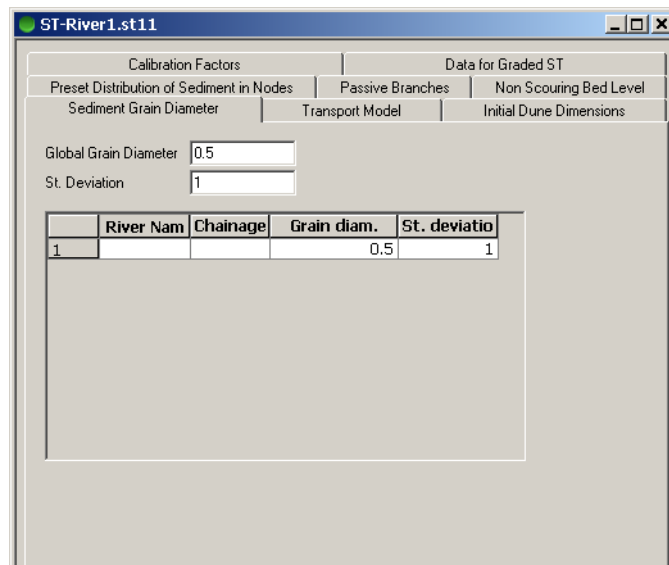 ST-River1.st11
Calibration Factors Data for Graded ST
Preset Distribution of Sediment in Nodes Passive Branches Non Scouring Bed Level
Sediment Grain Diameter Transport Model Initial Dune Dimensions
Global Grain Diameter 0.5
St. Deviation 1
River Nam Chainage Grain diam. St. deviatio
1 0.5 1